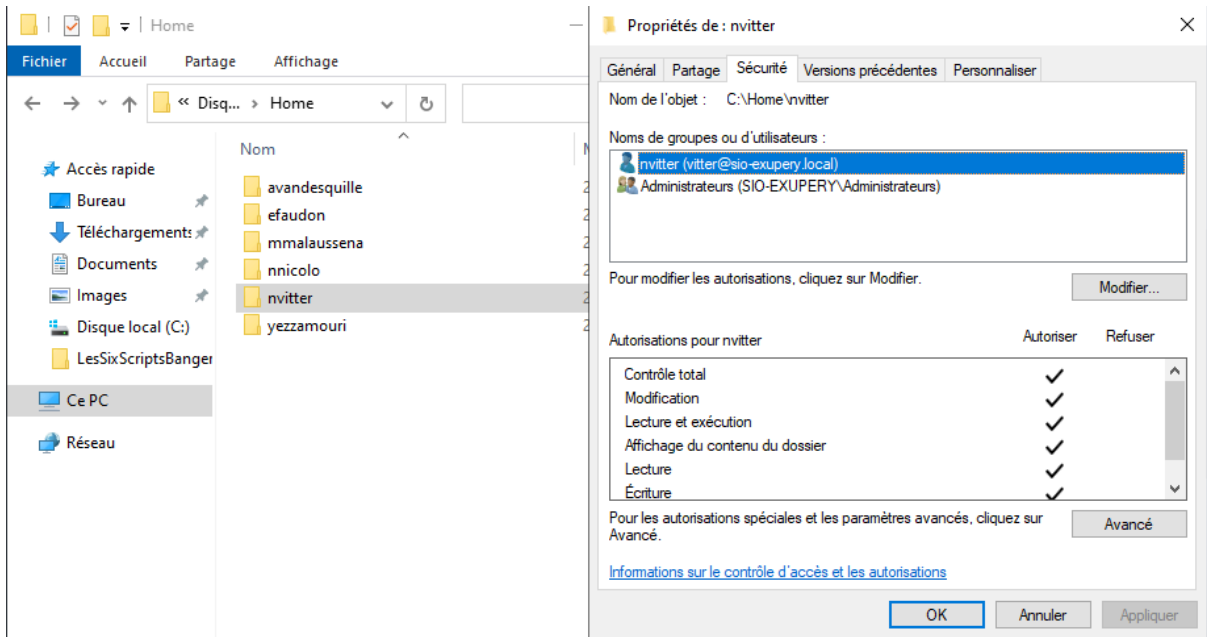 Home
Fichier
Accueil
Partage
Affichage
« Disq... › Home
Accès rapide
Bureau
Téléchargements
Documents
Images
Disque local (C:)
LesSixScriptsBanger
Ce PC
Réseau
Nom
avandesquille
efaudon
mmalaussena
nnicolo
nvitter
yezzamouri
Propriétés de : nvitter
Général Partage Sécurité Versions précédentes Personnaliser
Nom de l'objet : C:\Home\nvitter
Noms de groupes ou d'utilisateurs :
nvitter (vitter@sio-exupery.local)
Administrateurs (SIO-EXUPERY\Administrateurs)
Pour modifier les autorisations, cliquez sur Modifier.
Modifier...
Autorisations pour nvitter Autoriser Refuser
Contrôle total
Modification
Lecture et exécution
Affichage du contenu du dossier
Lecture
Écriture
Pour les autorisations spéciales et les paramètres avancés, cliquez sur
Avancé.
Avancé
Informations sur le contrôle d'accès et les autorisations
OK Annuler Appliquer